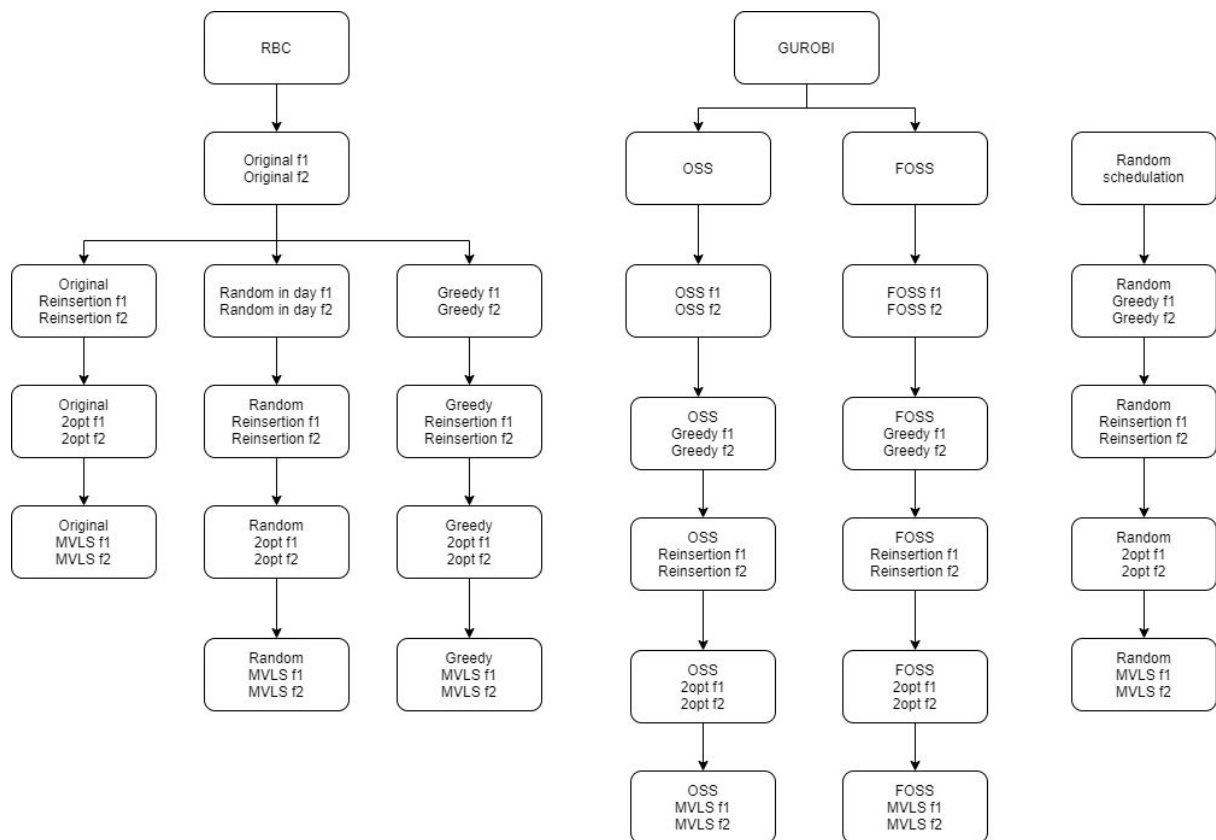 RBC
GUROBI
Original f1
Original f2
OSS
FOSS
Random
schedulation
Original
Reinsertion f1
Reinsertion f2
Random in day f1
Random in day f2
Greedy f1
Greedy f2
OSS f1
OSS f2
FOSS f1
FOSS f2
Random
Greedy f1
Greedy f2
Original
2opt f1
2opt f2
Random
Reinsertion f1
Reinsertion f2
Greedy
Reinsertion f1
Reinsertion f2
OSS
Greedy f1
Greedy f2
FOSS
Greedy f1
Greedy f2
Random
Reinsertion f1
Reinsertion f2
Original
MVLS f1
MVLS f2
Random
2opt f1
2opt f2
Greedy
2opt f1
2opt f2
OSS
Reinsertion f1
Reinsertion f2
FOSS
Reinsertion f1
Reinsertion f2
Random
2opt f1
2opt f2
Random
MVLS f1
MVLS f2
Greedy
MVLS f1
MVLS f2
OSS
2opt f1
2opt f2
FOSS
2opt f1
2opt f2
Random
MVLS f1
MVLS f2
OSS
MVLS f1
MVLS f2
FOSS
MVLS f1
MVLS f2